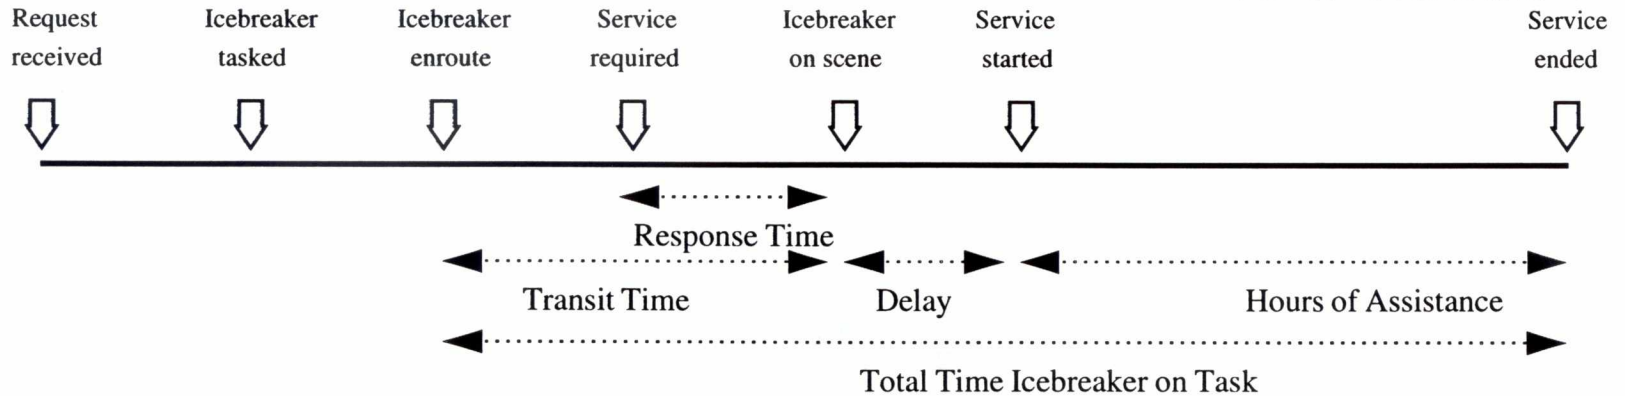 Request
received
Icebreaker
tasked
Icebreaker
enroute
Service
required
Icebreaker
on scene
Service
started
Service
ended
Response Time
Transit Time
Delay
Hours of Assistance
Total Time Icebreaker on Task